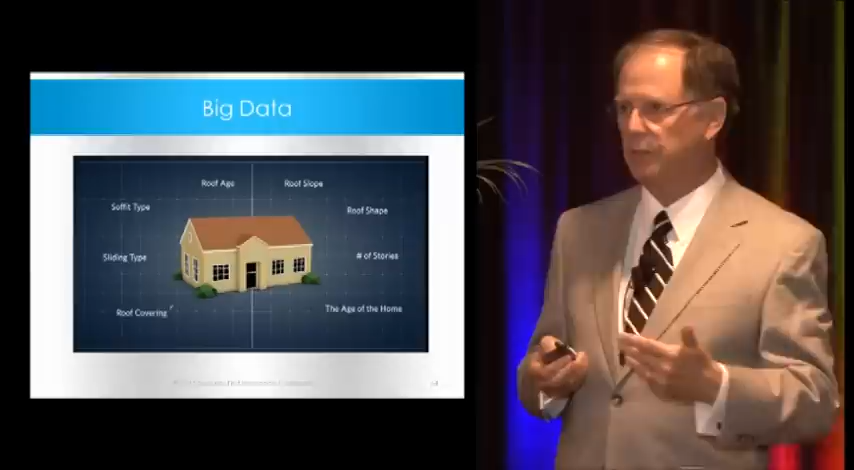 Big Data
Roof Age
Roof Slope
Soffit Type
Roof Shape
Sliding Type
# of Stories
Roof Covering
The Age of the Home